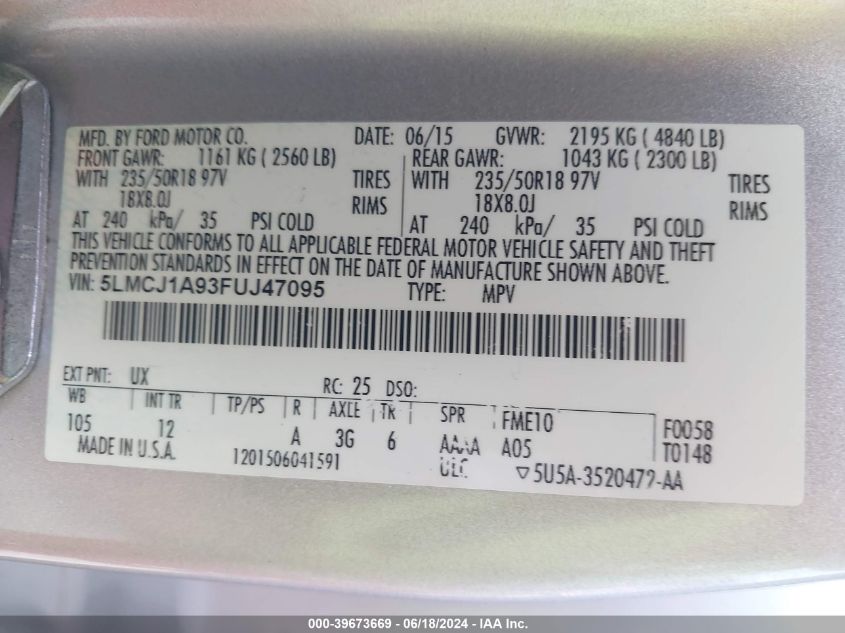 MFD. BY FORD MOTOR CO. DATE: 06/15 GVWR: 2195 KG ( 4840 LB)
FRONT GAWR: 1161 KG ( 2560 LB) REAR GAWR: 1043 KG ( 2300 LB)
WITH 235/50R18 97V TIRES WITH 235/50R18 97V TIRES
18X8.0J RIMS 18X8.0J RIMS
AT 240 kPa/ 35 PSI COLD AT 240 kPa/ 35 PSI COLD
THIS VEHICLE CONFORMS TO ALL APPLICABLE FEDERAL MOTOR VEHICLE SAFETY AND THEFT
PREVENTION STANDARDS IN EFFECT ON THE DATE OF MANUFACTURE SHOWN ABOVE.
VIN: 5LMCJ1A93FUJ47095 TYPE: MPV
EXT PNT: UX RC: 25 DSO:
WB INT TR TP/PS R AXLE TR SPR FME10 F0058
105 12 A 3G 6 AAAA A05 T0148
MADE IN U.S.A. 1201506041591 ULC ▽5U5A-3520472-AA
000-39673669 - 06/18/2024 - IAA Inc.